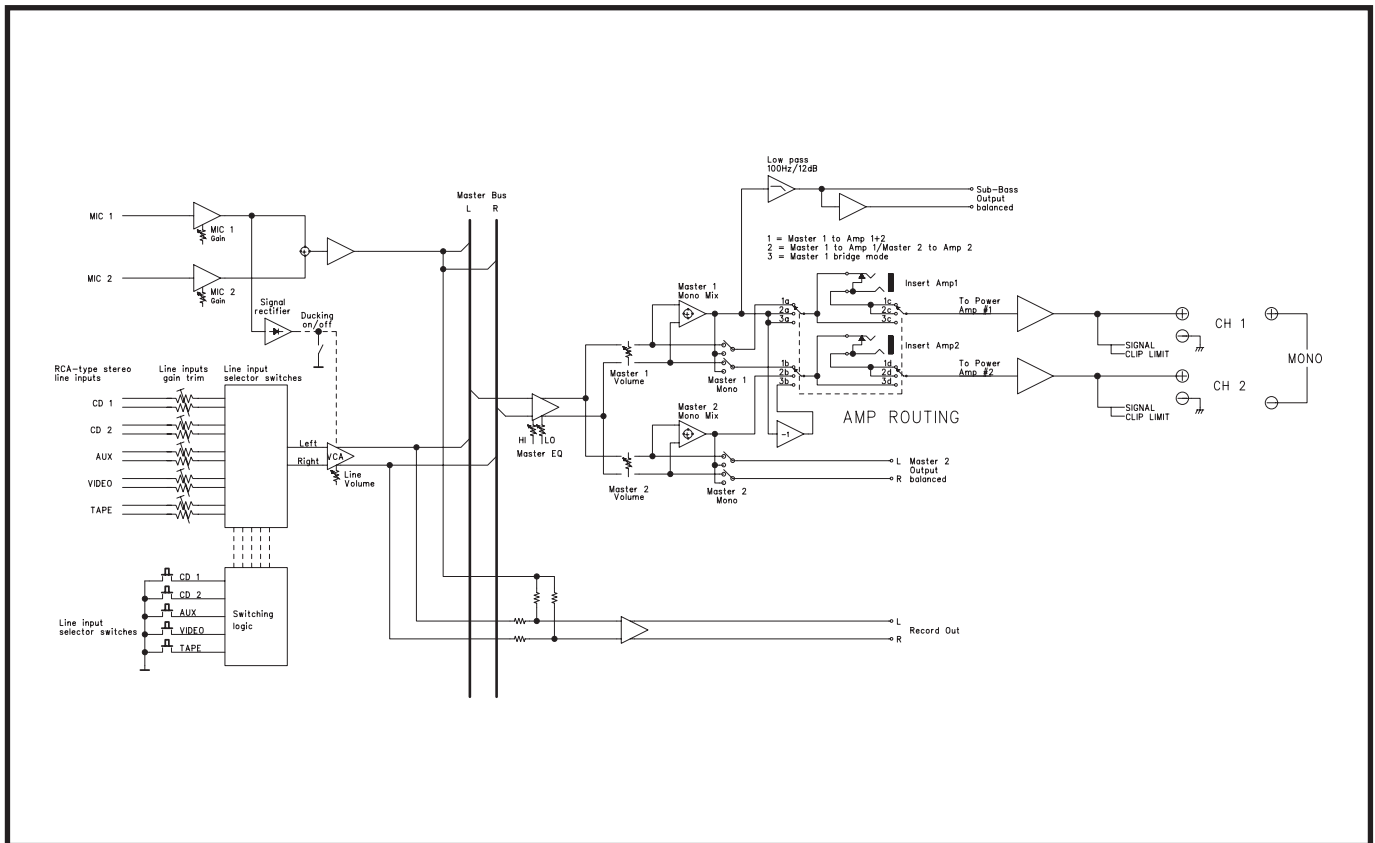 Low pass
100Hz/12dB
Sub-Bass
Output
balanced
Master Bus
L R
MIC 1
MIC 1
Gain
MIC 2
MIC 2
Gain
1 = Master 1 to Amp 1+2
2 = Master 1 to Amp 1/Master 2 to Amp 2
3 = Master 1 bridge mode
Signal
rectifier
Ducking
on/off
Master 1
Mono Mix
1a
2a
3a
Insert Amp1
1c
2c
3c
To Power
Amp #1
SIGNAL
CLIP LIMIT
CH 1
MONO
Master 1
Volume
Master 1
Mono
1b
2b
3b
Insert Amp2
1d
2d
3d
To Power
Amp #2
SIGNAL
CLIP LIMIT
CH 2
AMP ROUTING
-1
RCA-type stereo
line inputs
Line inputs
gain trim
Line input
selector switches
CD 1
CD 2
AUX
VIDEO
TAPE
Left
Right
VCA
Line
Volume
HI LO
Master EQ
Master 2
Mono Mix
Master 2
Volume
Master 2
Mono
L Master 2
Output
R balanced
Line input
selector switches
CD 1
CD 2
AUX
VIDEO
TAPE
Switching
logic
L
Record Out
R